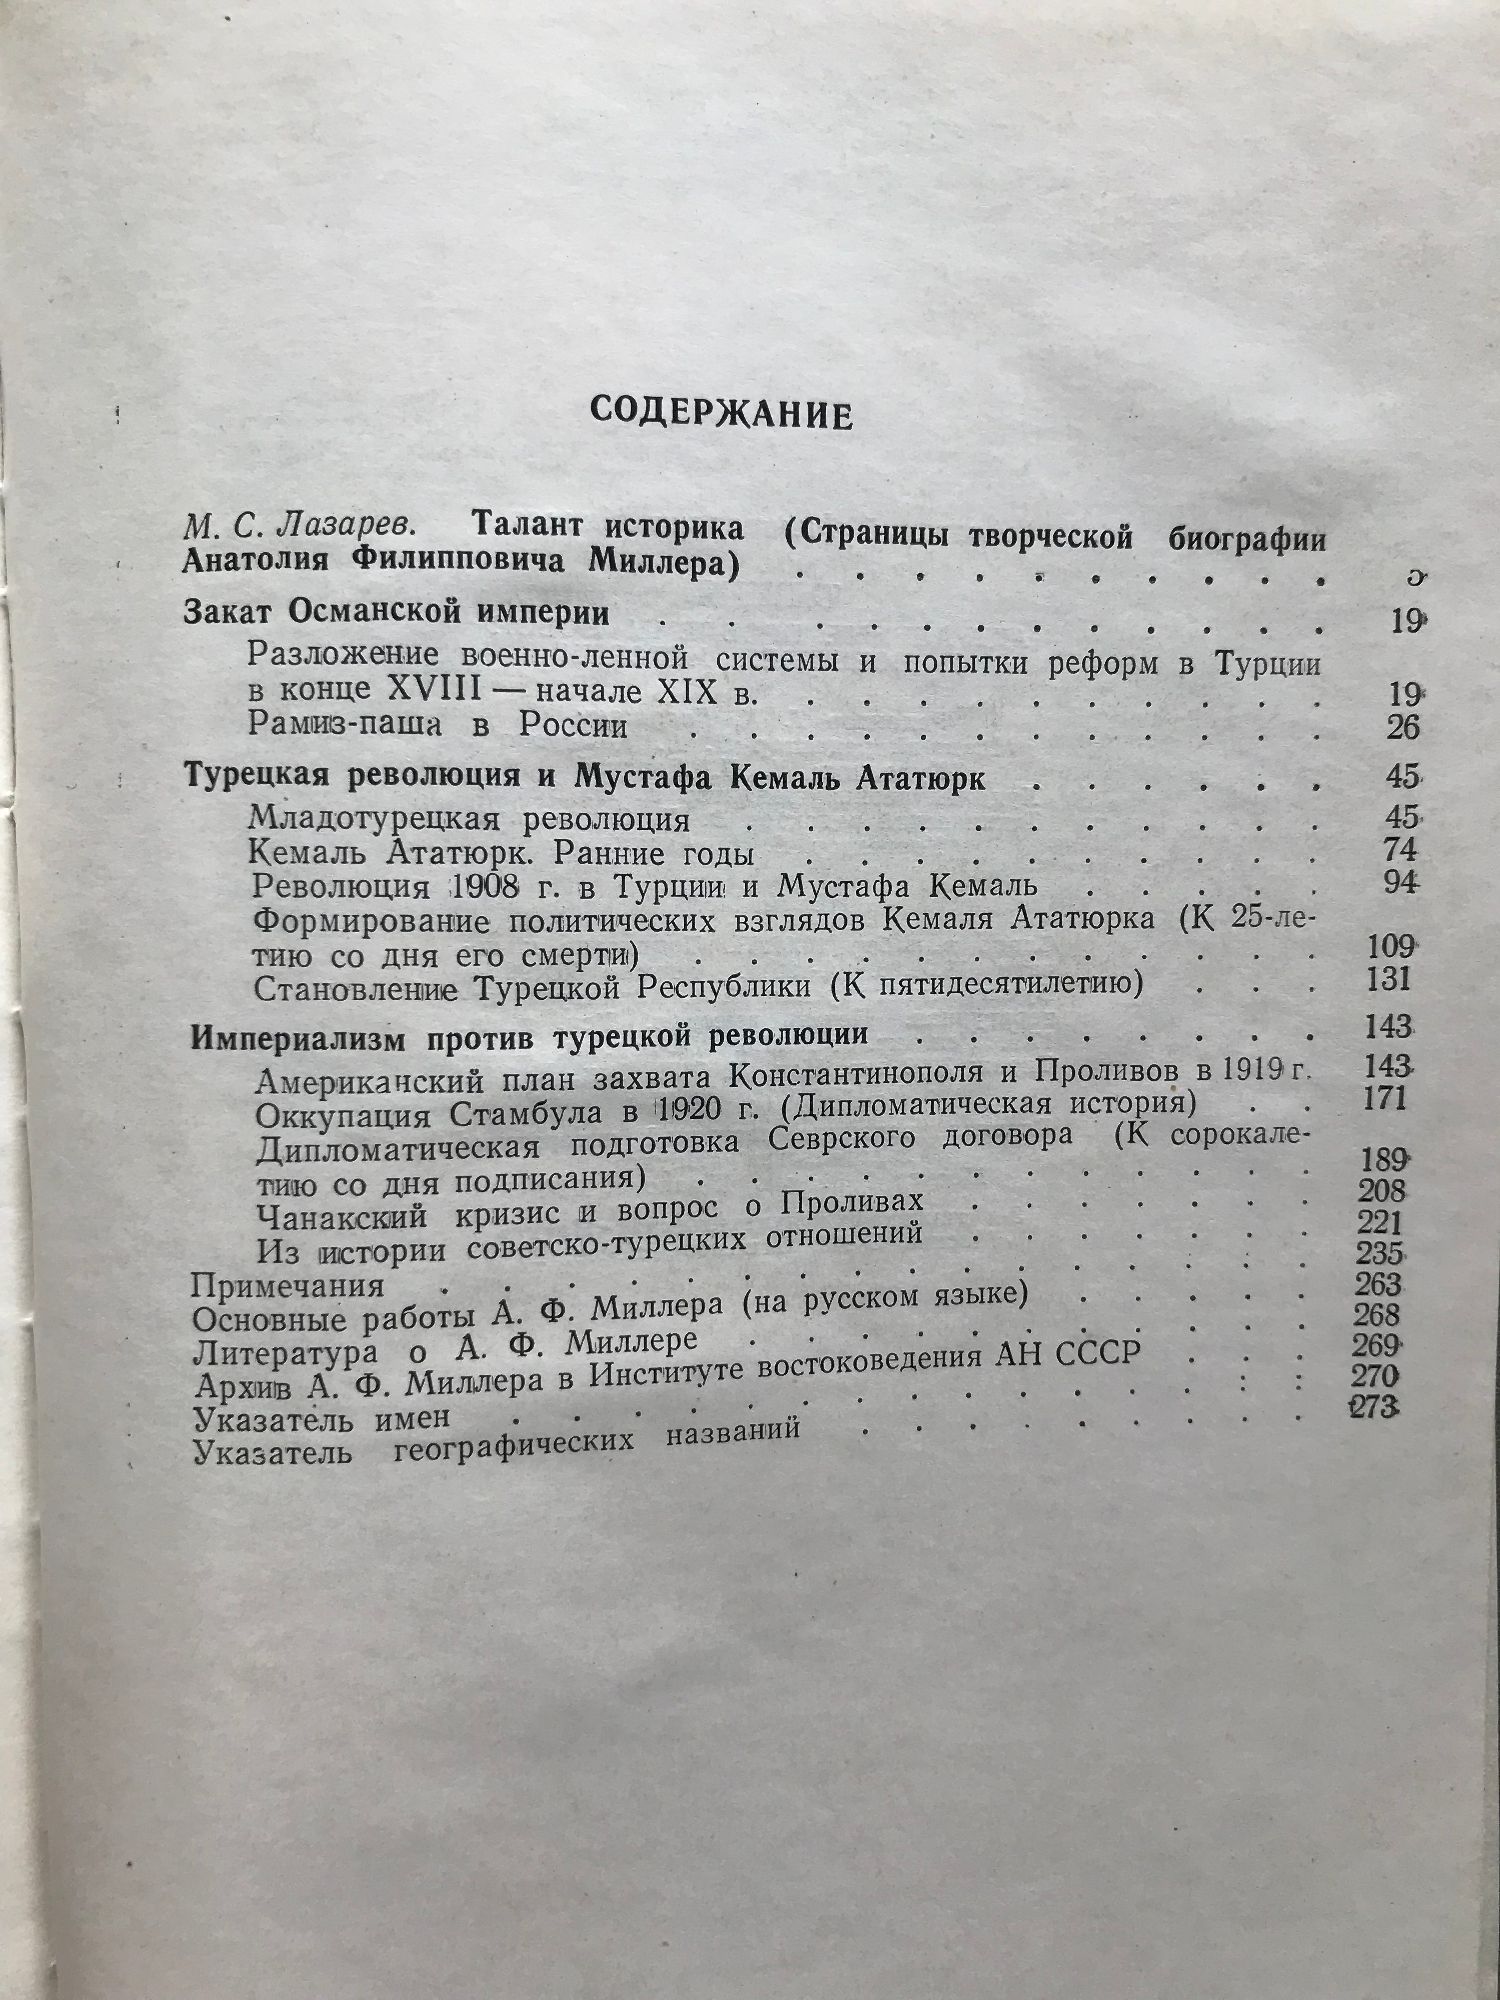 СОДЕРЖАНИЕ
М. С. Лазарев. Талант историка (Страницы творческой биографии
Анатолия Филипповича Миллера) . . . . . . . . . .
Закат Османской империи . . . . . . . . . . . . 19
Разложение военно-ленной системы и попытки реформ в Турции
в конце XVIII — начале XIX в. . . . . . . . . . . 19
Рамиз-паша в России . . . . . . . . . . . . 26
Турецкая революция и Мустафа Кемаль Ататюрк . . . . . . 45
Младотурецкая революция . . . . . . . . . . . 45
Кемаль Ататюрк. Ранние годы . . . . . . . . . . 74
Революция 1908 г. в Турции и Мустафа Кемаль . . . . . 94
Формирование политических взглядов Кемаля Ататюрка (К 25-ле-
тию со дня его смерти) . . . . . . . . . . . . 109
Становление Турецкой Республики (К пятидесятилетию) . . . 131
Империализм против турецкой революции . . . . . . . . 143
Американский план захвата Константинополя и Проливов в 1919 г. 143
Оккупация Стамбула в 1920 г. (Дипломатическая история) . . 171
Дипломатическая подготовка Севрского договора (К сорокале-
тию со дня подписания) . . . . . . . . . . . . 189
Чанакский кризис и вопрос о Проливах . . . . . . . 208
Из истории советско-турецких отношений . . . . . . . 221
Примечания . . . . . . . . . . . . . . . 235
Основные работы А. Ф. Миллера (на русском языке) . . . . . 263
Литература о А. Ф. Миллере . . . . . . . . . . . 268
Архив А. Ф. Миллера в Институте востоковедения АН СССР . . . 269
Указатель имен . . . . . . . . . . . . . . 270
Указатель географических названий . . . . . . . . . 273